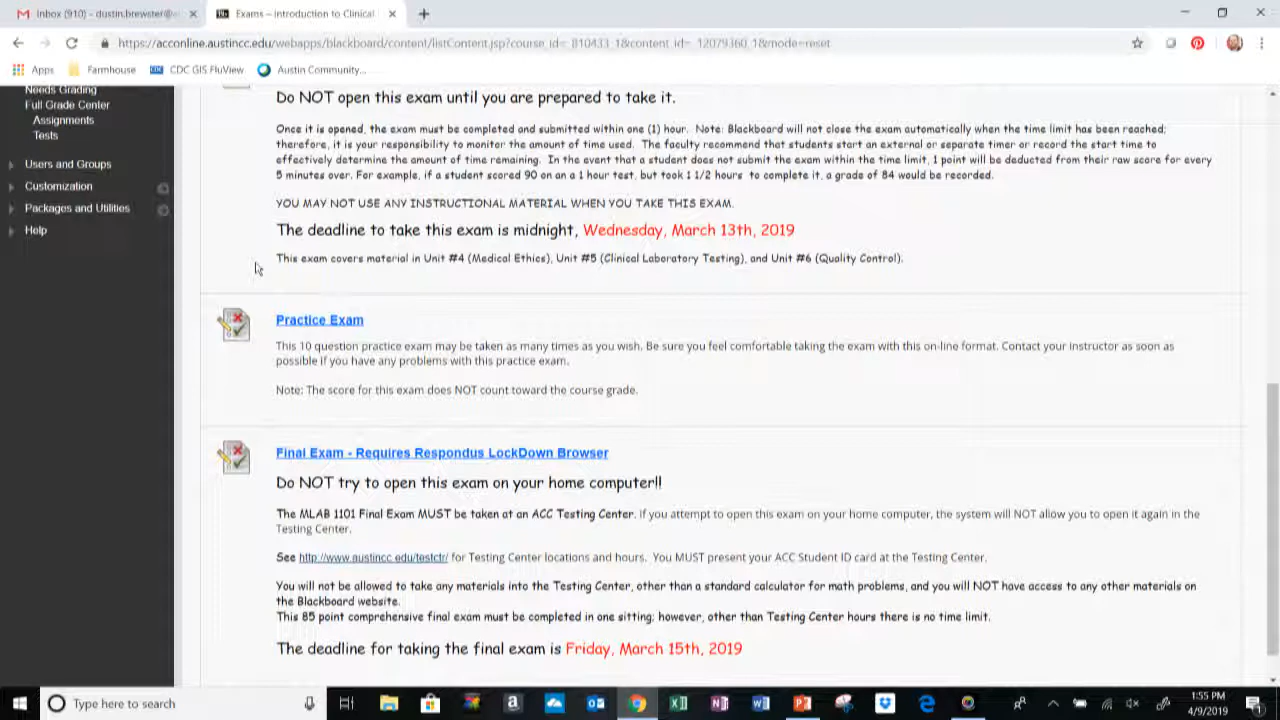 Inbox (910) - dustin.brewster@
Exams – Introduction to Clinical
https://acconline.austincc.edu/webapps/blackboard/content/listContent.jsp?course_id=_810433_1&content_id=_12079360_1&mode=reset
Apps Farmhouse CDC GIS FluView Austin Community...
Needs Grading
Full Grade Center
Assignments
Tests
Users and Groups
Customization
Packages and Utilities
Help
Do NOT open this exam until you are prepared to take it.
Once it is opened, the exam must be completed and submitted within one (1) hour. Note: Blackboard will not close the exam automatically when the time limit has been reached;
therefore, it is your responsibility to monitor the amount of time used. The faculty recommend that students start an external or separate timer or record the start time to
effectively determine the amount of time remaining. In the event that a student does not submit the exam within the time limit, 1 point will be deducted from their raw score for every
5 minutes over. For example, if a student scored 90 on an a 1 hour test, but took 1 1/2 hours to complete it, a grade of 84 would be recorded.
YOU MAY NOT USE ANY INSTRUCTIONAL MATERIAL WHEN YOU TAKE THIS EXAM.
The deadline to take this exam is midnight, Wednesday, March 13th, 2019
This exam covers material in Unit #4 (Medical Ethics), Unit #5 (Clinical Laboratory Testing), and Unit #6 (Quality Control).
Practice Exam
This 10 question practice exam may be taken as many times as you wish. Be sure you feel comfortable taking the exam with this on-line format. Contact your instructor as soon as
possible if you have any problems with this practice exam.
Note: The score for this exam does NOT count toward the course grade.
Final Exam - Requires Respondus LockDown Browser
Do NOT try to open this exam on your home computer!!
The MLAB 1101 Final Exam MUST be taken at an ACC Testing Center. If you attempt to open this exam on your home computer, the system will NOT allow you to open it again in the
Testing Center.
See http://www.austincc.edu/testctr/ for Testing Center locations and hours. You MUST present your ACC Student ID card at the Testing Center.
You will not be allowed to take any materials into the Testing Center, other than a standard calculator for math problems, and you will NOT have access to any other materials on
the Blackboard website.
This 85 point comprehensive final exam must be completed in one sitting; however, other than Testing Center hours there is no time limit.
The deadline for taking the final exam is Friday, March 15th, 2019
Type here to search
1:55 PM
4/9/2019